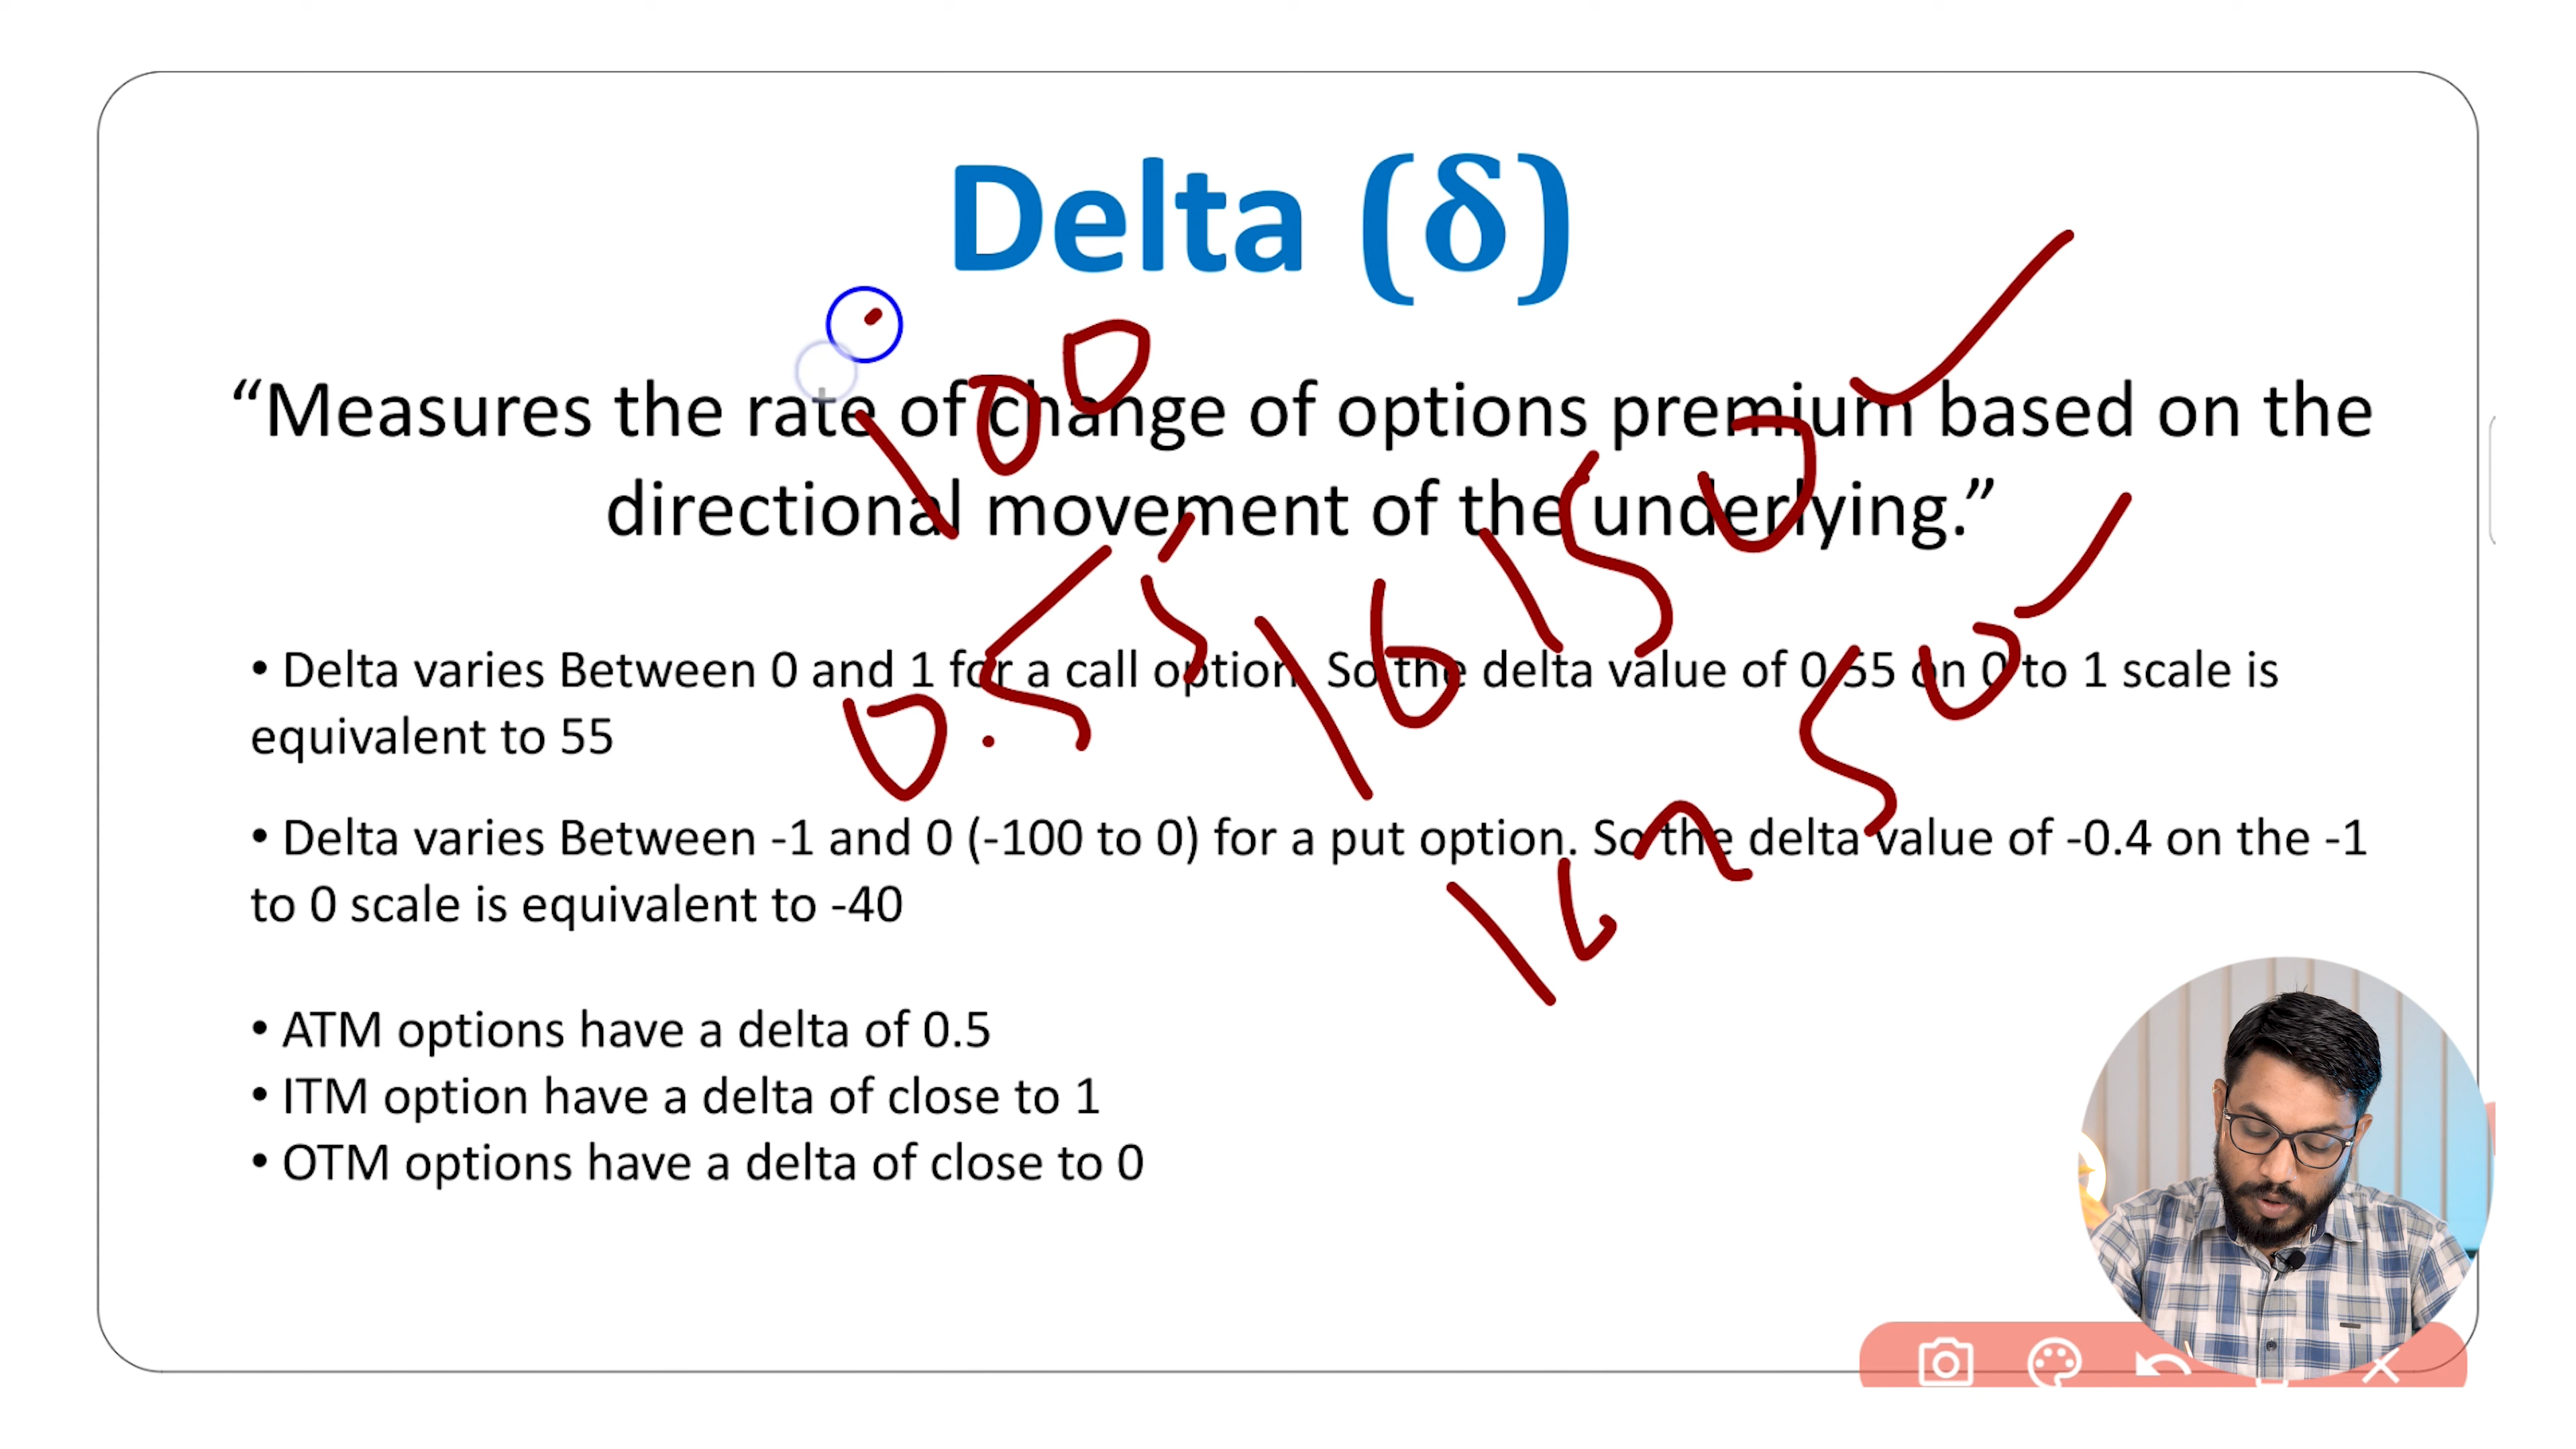 Delta (δ)
100
“Measures the rate of change of options premium based on the
directional movement of the underlying.”
0.55
16150
• Delta varies Between 0 and 1 for a call option. So the delta value of 0.55 on 0 to 1 scale is
equivalent to 55
16250
• Delta varies Between -1 and 0 (-100 to 0) for a put option. So the delta value of -0.4 on the -1
to 0 scale is equivalent to -40
• ATM options have a delta of 0.5
• ITM option have a delta of close to 1
• OTM options have a delta of close to 0